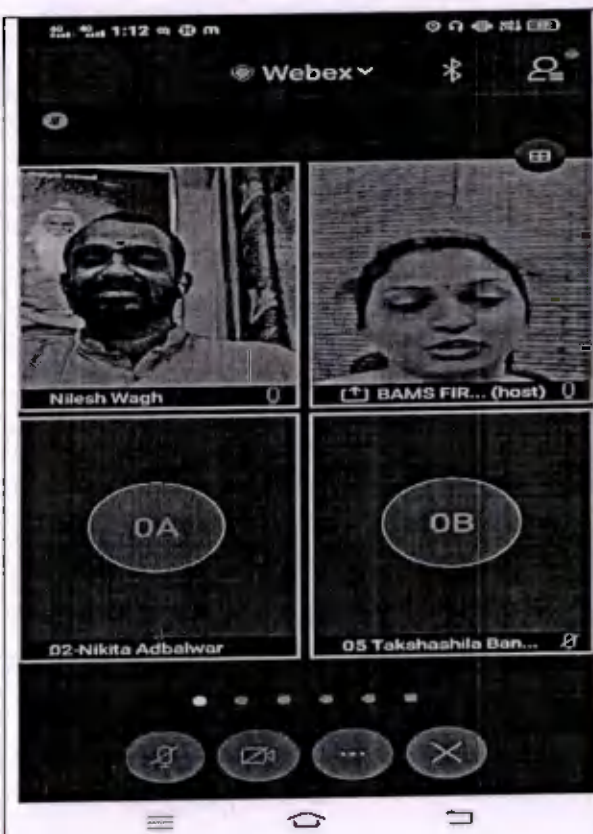 1:12
Webex
Nilesh Wagh
BAMS FIR... (host)
0A
0B
02-Nikita Adbalwar
05 Takshashila Ban...